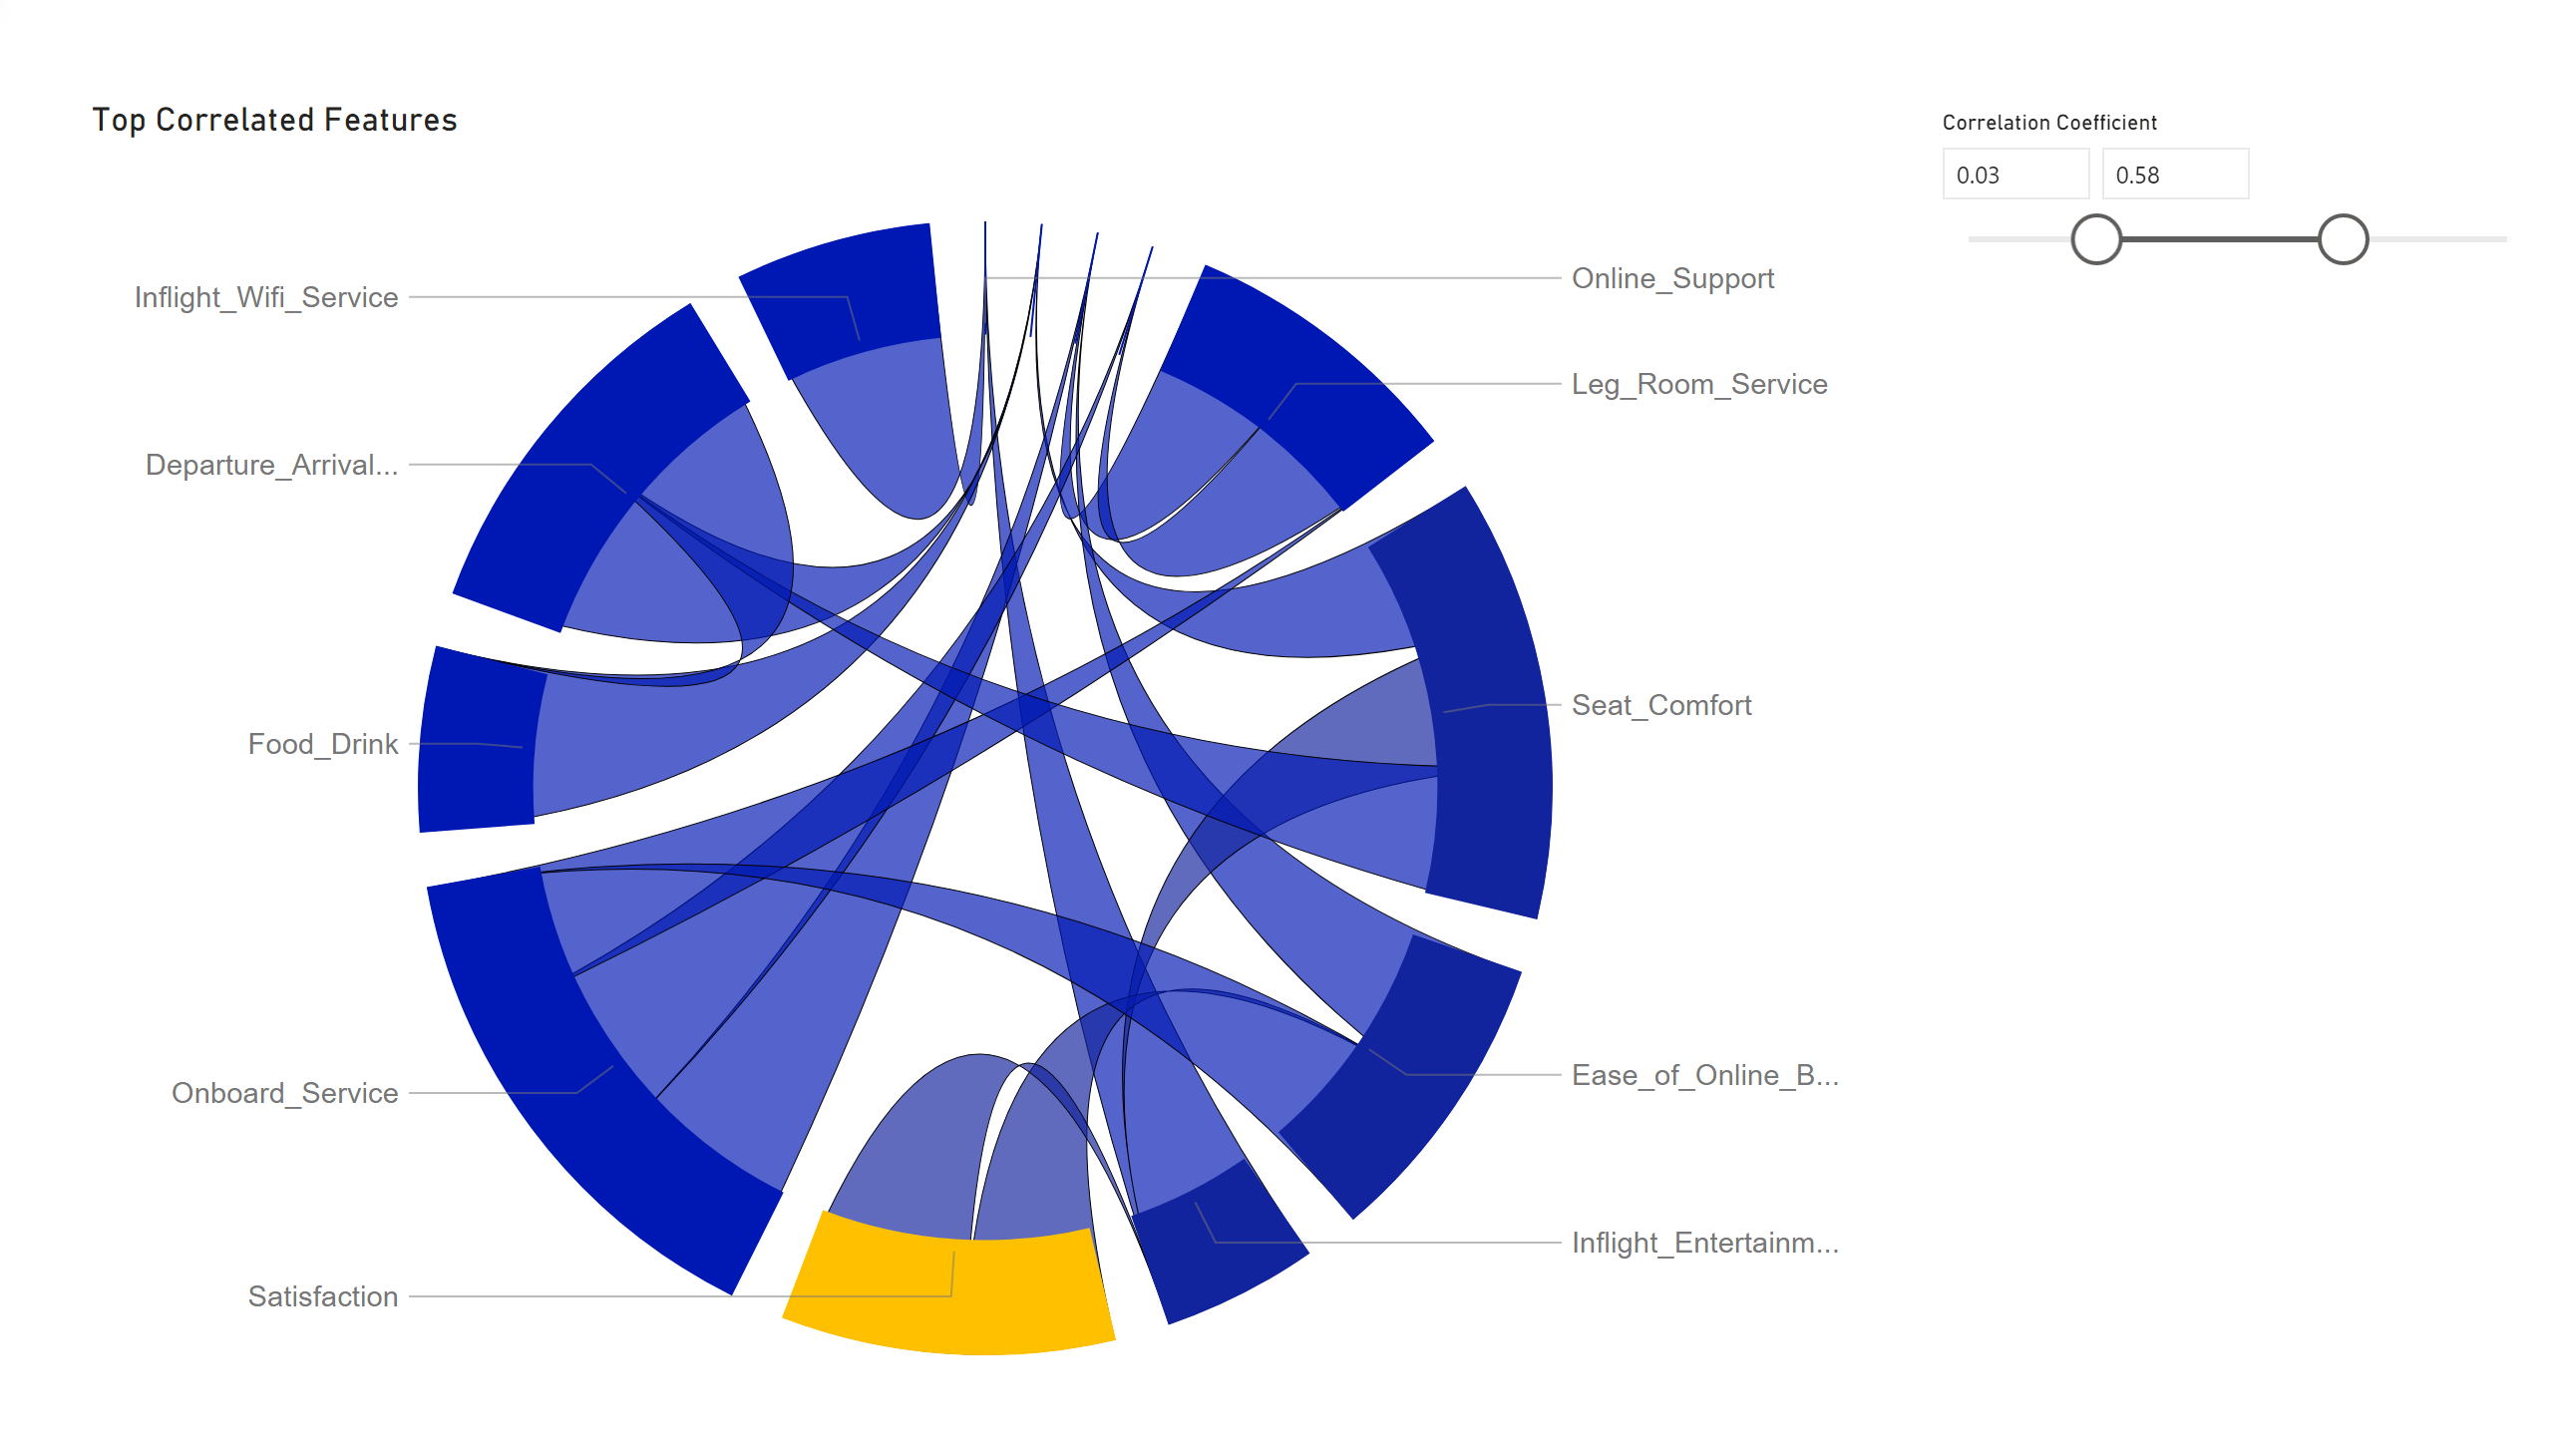 Top Correlated Features
Correlation Coefficient
0.03
0.58
Inflight_Wifi_Service
Departure_Arrival...
Food_Drink
Onboard_Service
Satisfaction
Online_Support
Leg_Room_Service
Seat_Comfort
Ease_of_Online_B...
Inflight_Entertainm...